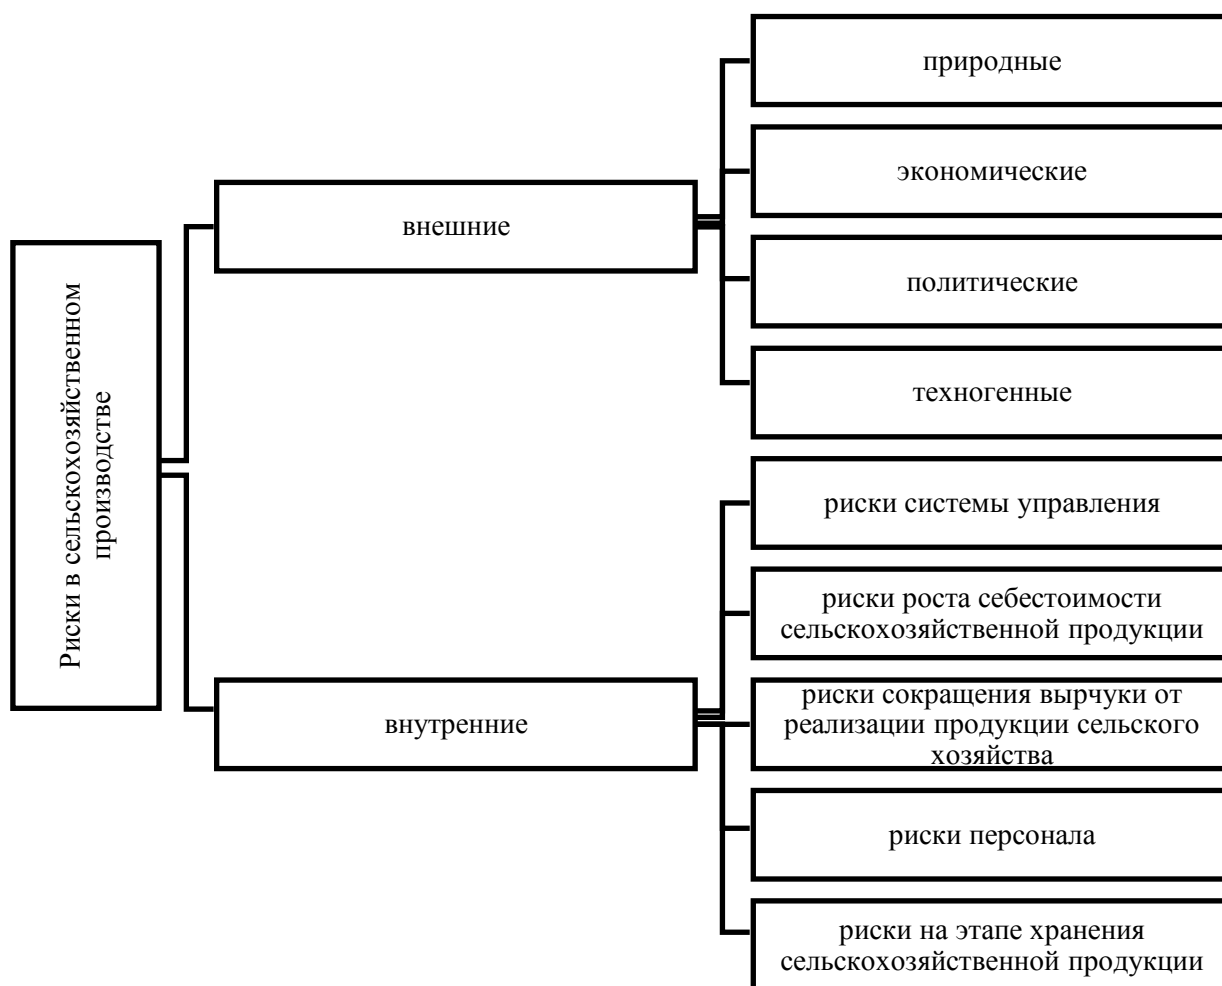 Риски в сельскохозяйственном
производстве
внешние
природные
экономические
политические
техногенные
внутренние
риски системы управления
риски роста себестоимости
сельскохозяйственной продукции
риски сокращения вырчуки от
реализации продукции сельского
хозяйства
риски персонала
риски на этапе хранения
сельскохозяйственной продукции